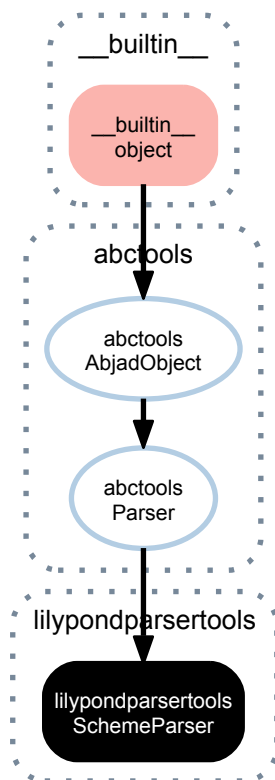 __builtin__
__builtin__
object
abctools
abctools
AbjadObject
abctools
Parser
lilypondparsertools
lilypondparsertools
SchemeParser